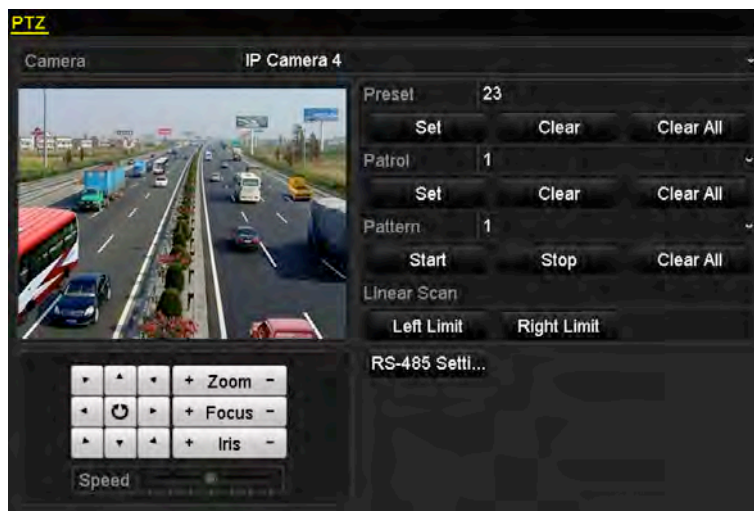 PTZ
Camera IP Camera 4
Preset 23
Set Clear Clear All
Patrol 1
Set Clear Clear All
Pattern 1
Start Stop Clear All
Linear Scan
Left Limit Right Limit
RS-485 Setti...
+ Zoom -
+ Focus -
+ Iris -
Speed